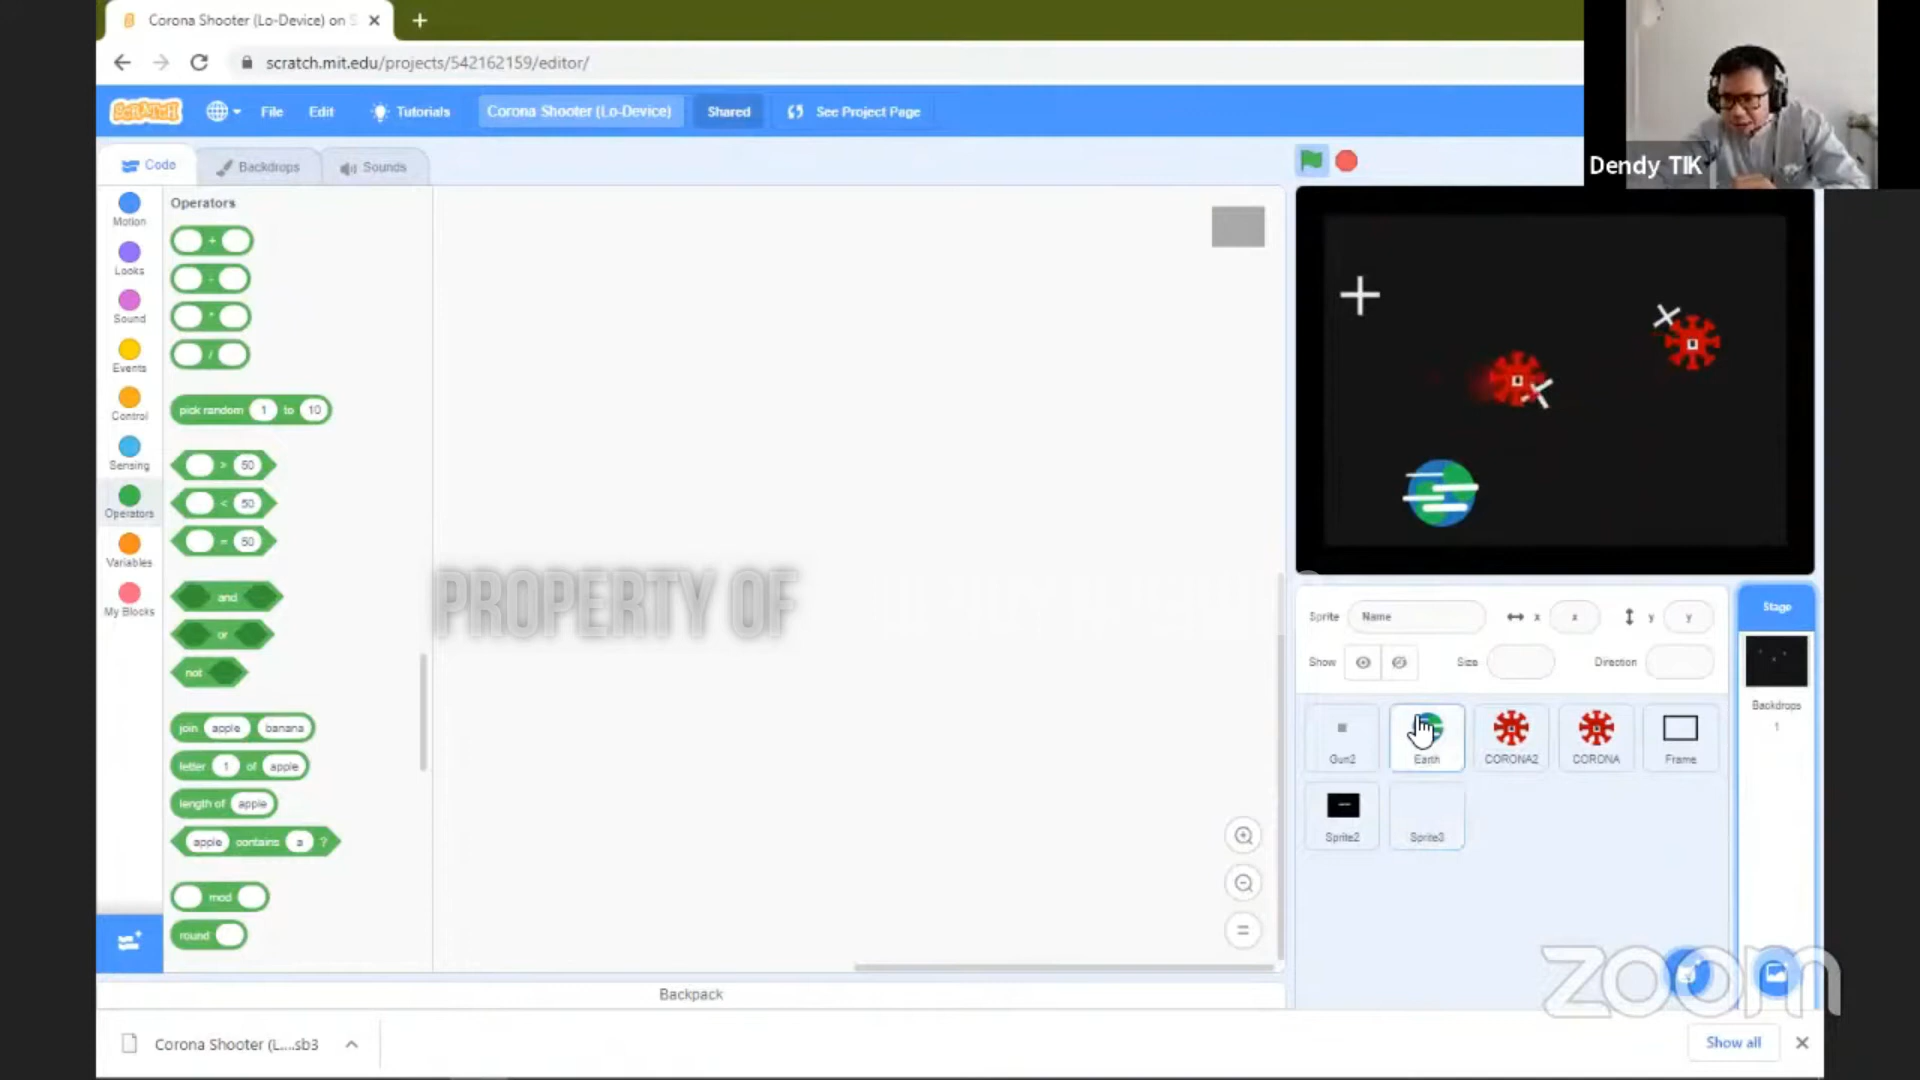 Corona Shooter (Lo-Device) on S
scratch.mit.edu/projects/542162159/editor/
SCRATCH
File
Edit
Tutorials
Corona Shooter (Lo-Device)
Shared
See Project Page
Dendy TIK
Code
Backdrops
Sounds
Motion
Looks
Sound
Events
Control
Sensing
Operators
Variables
My Blocks
Operators
+
-
*
/
pick random 1 to 10
> 50
< 50
= 50
and
or
not
join apple banana
letter 1 of apple
length of apple
apple contains a ?
mod
round
PROPERTY OF
Sprite Name x x y y
Show Size Direction
Stage
Backdrops
1
Gun2
Earth
CORONA2
CORONA
Frame
Sprite2
Sprite3
Backpack
zoom
Corona Shooter (L....sb3
Show all